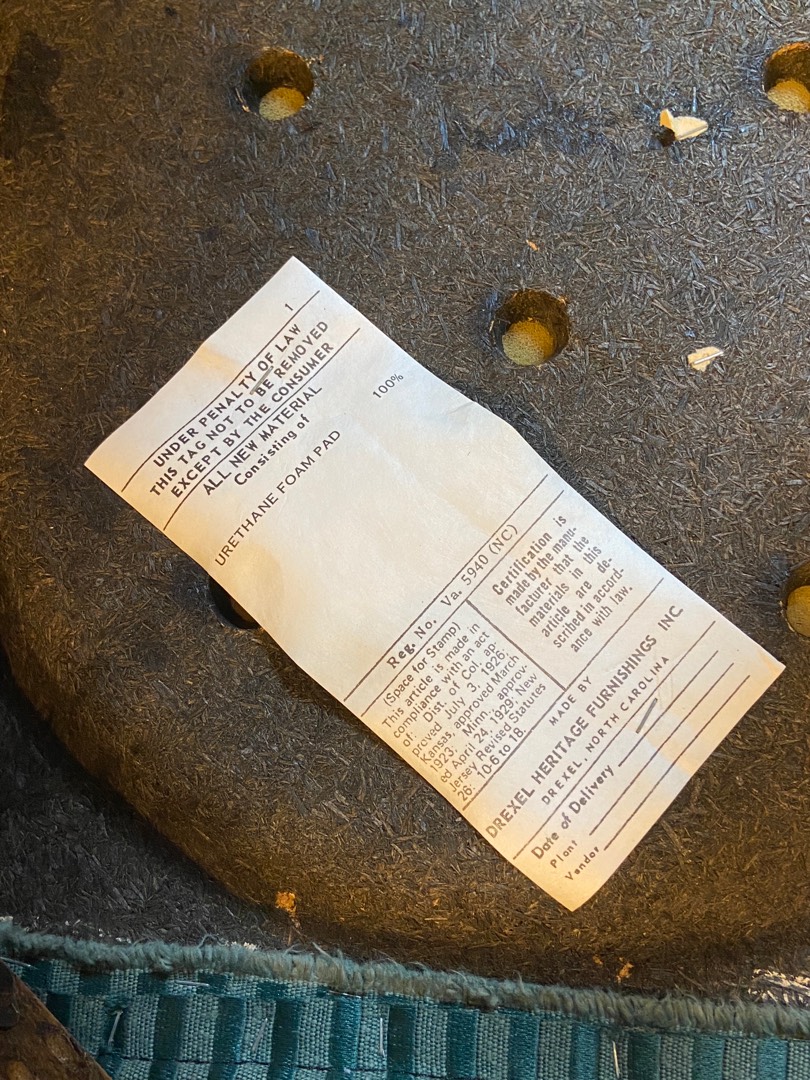 1
UNDER PENALTY OF LAW
THIS TAG NOT TO BE REMOVED
EXCEPT BY THE CONSUMER
ALL NEW MATERIAL
Consisting of
100%
URETHANE FOAM PAD
Reg. No. Va. 5940 (NC)
(Space for Stamp)
This article is made in
compliance with an act
of Dist. of Col. ap-
proved July 3, 1926;
Kansas, approved March
1923; Minn. approv-
ed April 24, 1929; New
Jersey Revised Statutes
26: 10-6 to 18.
Certification is
made by the manu-
facturer that the
materials in this
article are de-
scribed in accord-
ance with law.
MADE BY
DREXEL HERITAGE FURNISHINGS INC.
DREXEL, NORTH CAROLINA
Date of Delivery
Plant
Vendor